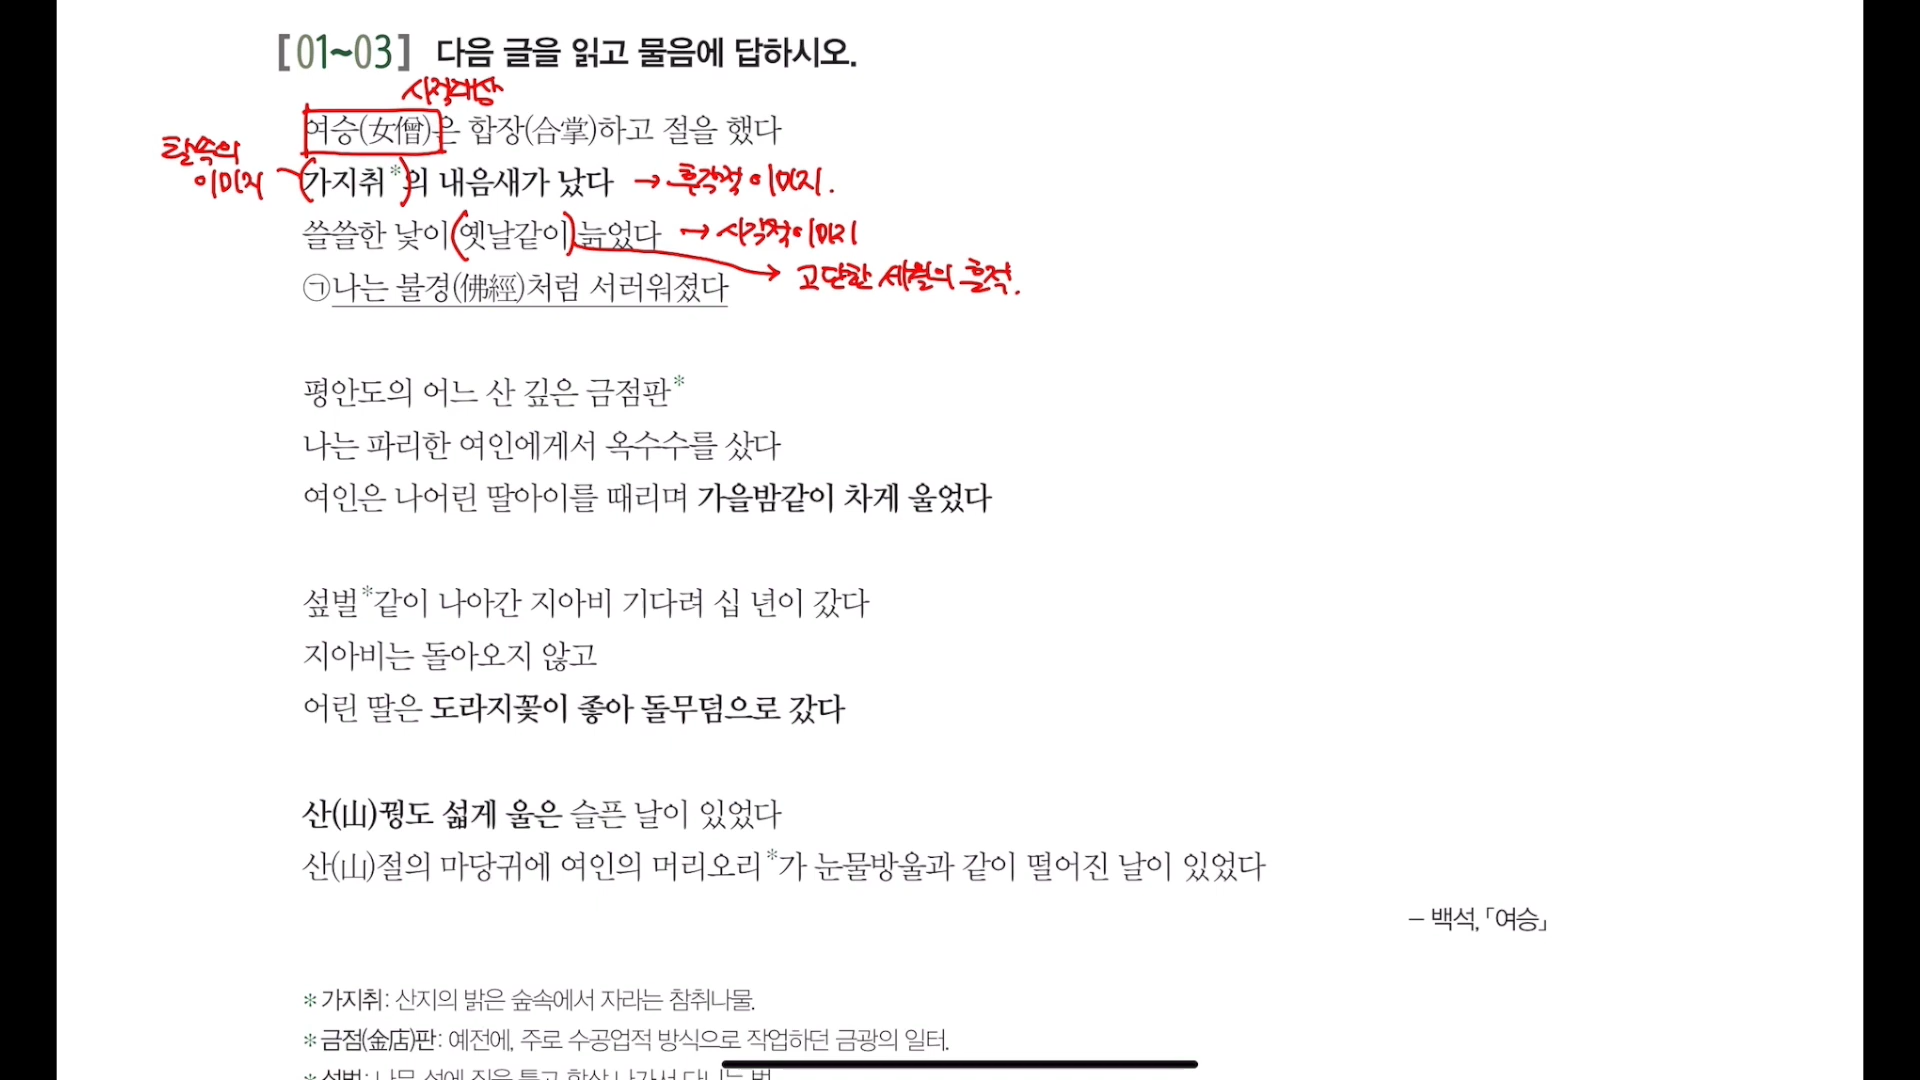 [01~03] 다음 글을 읽고 물음에 답하시오.
시적대상
여승(女僧)은 합장(合掌)하고 절을 했다
탈속의
이미지
가지취*의 내음새가 났다 → 후각적 이미지.
쓸쓸한 낯이 옛날같이 늙었다 → 시각적 이미지
→ 고단한 세월의 흔적.
㉠나는 불경(佛經)처럼 서러워졌다
평안도의 어느 산 깊은 금점판*
나는 파리한 여인에게서 옥수수를 샀다
여인은 나어린 딸아이를 때리며 가을밤같이 차게 울었다
섶벌*같이 나아간 지아비 기다려 십 년이 갔다
지아비는 돌아오지 않고
어린 딸은 도라지꽃이 좋아 돌무덤으로 갔다
산(山)꿩도 섧게 울은 슬픈 날이 있었다
산(山)절의 마당귀에 여인의 머리오리*가 눈물방울과 같이 떨어진 날이 있었다
– 백석, 「여승」
* 가지취: 산지의 밝은 숲속에서 자라는 참취나물.
* 금점(金店)판: 예전에, 주로 수공업적 방식으로 작업하던 금광의 일터.